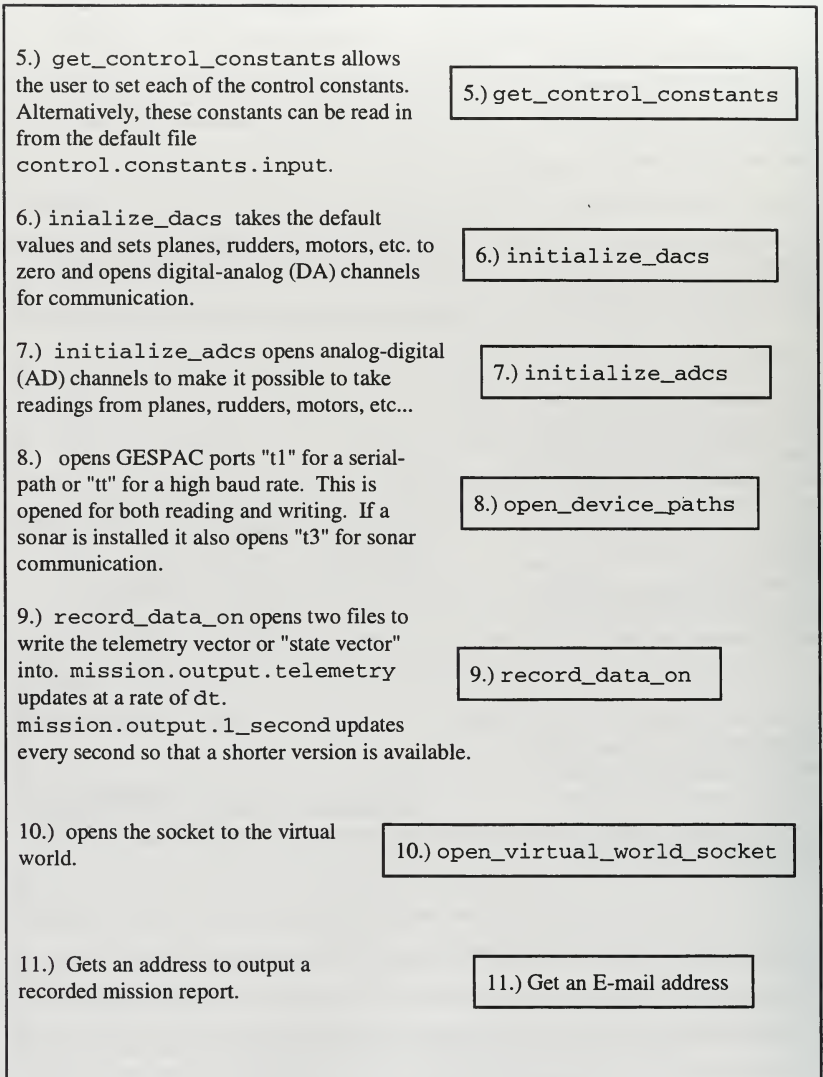 5.) get_control_constants allows
the user to set each of the control constants.
Alternatively, these constants can be read in
from the default file
control.constants.input.
5.) get_control_constants
6.) inialize_dacs takes the default
values and sets planes, rudders, motors, etc. to
zero and opens digital-analog (DA) channels
for communication.
6.) initialize_dacs
7.) initialize_adcs opens analog-digital
(AD) channels to make it possible to take
readings from planes, rudders, motors, etc...
7.) initialize_adcs
8.) opens GESPAC ports "t1" for a serial-
path or "tt" for a high baud rate. This is
opened for both reading and writing. If a
sonar is installed it also opens "t3" for sonar
communication.
8.) open_device_paths
9.) record_data_on opens two files to
write the telemetry vector or "state vector"
into. mission.output.telemetry
updates at a rate of dt.
mission.output.1_second updates
every second so that a shorter version is available.
9.) record_data_on
10.) opens the socket to the virtual
world.
10.) open_virtual_world_socket
11.) Gets an address to output a
recorded mission report.
11.) Get an E-mail address